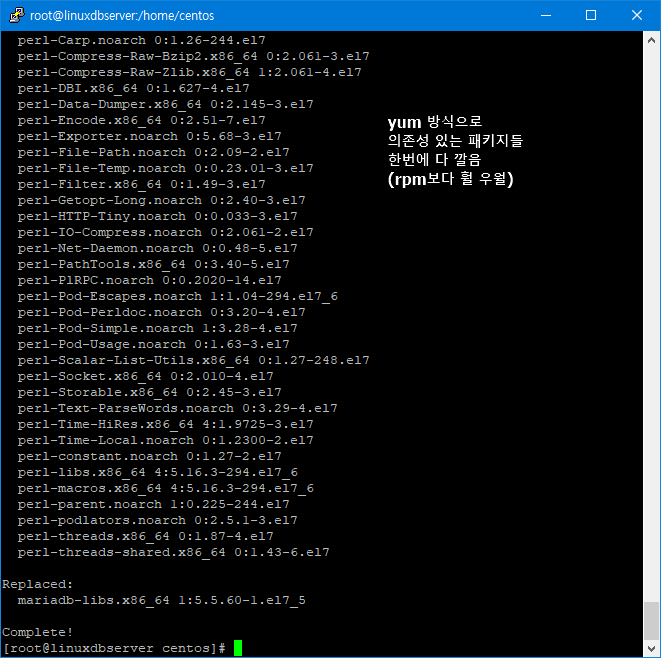 root@linuxdbserver:/home/centos
perl-Carp.noarch 0:1.26-244.el7
perl-Compress-Raw-Bzip2.x86_64 0:2.061-3.el7
perl-Compress-Raw-Zlib.x86_64 1:2.061-4.el7
perl-DBI.x86_64 0:1.627-4.el7
perl-Data-Dumper.x86_64 0:2.145-3.el7
perl-Encode.x86_64 0:2.51-7.el7
perl-Exporter.noarch 0:5.68-3.el7
perl-File-Path.noarch 0:2.09-2.el7
perl-File-Temp.noarch 0:0.23.01-3.el7
perl-Filter.x86_64 0:1.49-3.el7
perl-Getopt-Long.noarch 0:2.40-3.el7
perl-HTTP-Tiny.noarch 0:0.033-3.el7
perl-IO-Compress.noarch 0:2.061-2.el7
perl-Net-Daemon.noarch 0:0.48-5.el7
perl-PathTools.x86_64 0:3.40-5.el7
perl-PlRPC.noarch 0:0.2020-14.el7
perl-Pod-Escapes.noarch 1:1.04-294.el7_6
perl-Pod-Perldoc.noarch 0:3.20-4.el7
perl-Pod-Simple.noarch 1:3.28-4.el7
perl-Pod-Usage.noarch 0:1.63-3.el7
perl-Scalar-List-Utils.x86_64 0:1.27-248.el7
perl-Socket.x86_64 0:2.010-4.el7
perl-Storable.x86_64 0:2.45-3.el7
perl-Text-ParseWords.noarch 0:3.29-4.el7
perl-Time-HiRes.x86_64 4:1.9725-3.el7
perl-Time-Local.noarch 0:1.2300-2.el7
perl-constant.noarch 0:1.27-2.el7
perl-libs.x86_64 4:5.16.3-294.el7_6
perl-macros.x86_64 4:5.16.3-294.el7_6
perl-parent.noarch 1:0.225-244.el7
perl-podlators.noarch 0:2.5.1-3.el7
perl-threads.x86_64 0:1.87-4.el7
perl-threads-shared.x86_64 0:1.43-6.el7
yum 방식으로
의존성 있는 패키지들
한번에 다 깔음
(rpm보다 훨 우월)
Replaced:
mariadb-libs.x86_64 1:5.5.60-1.el7_5
Complete!
[root@linuxdbserver centos]#